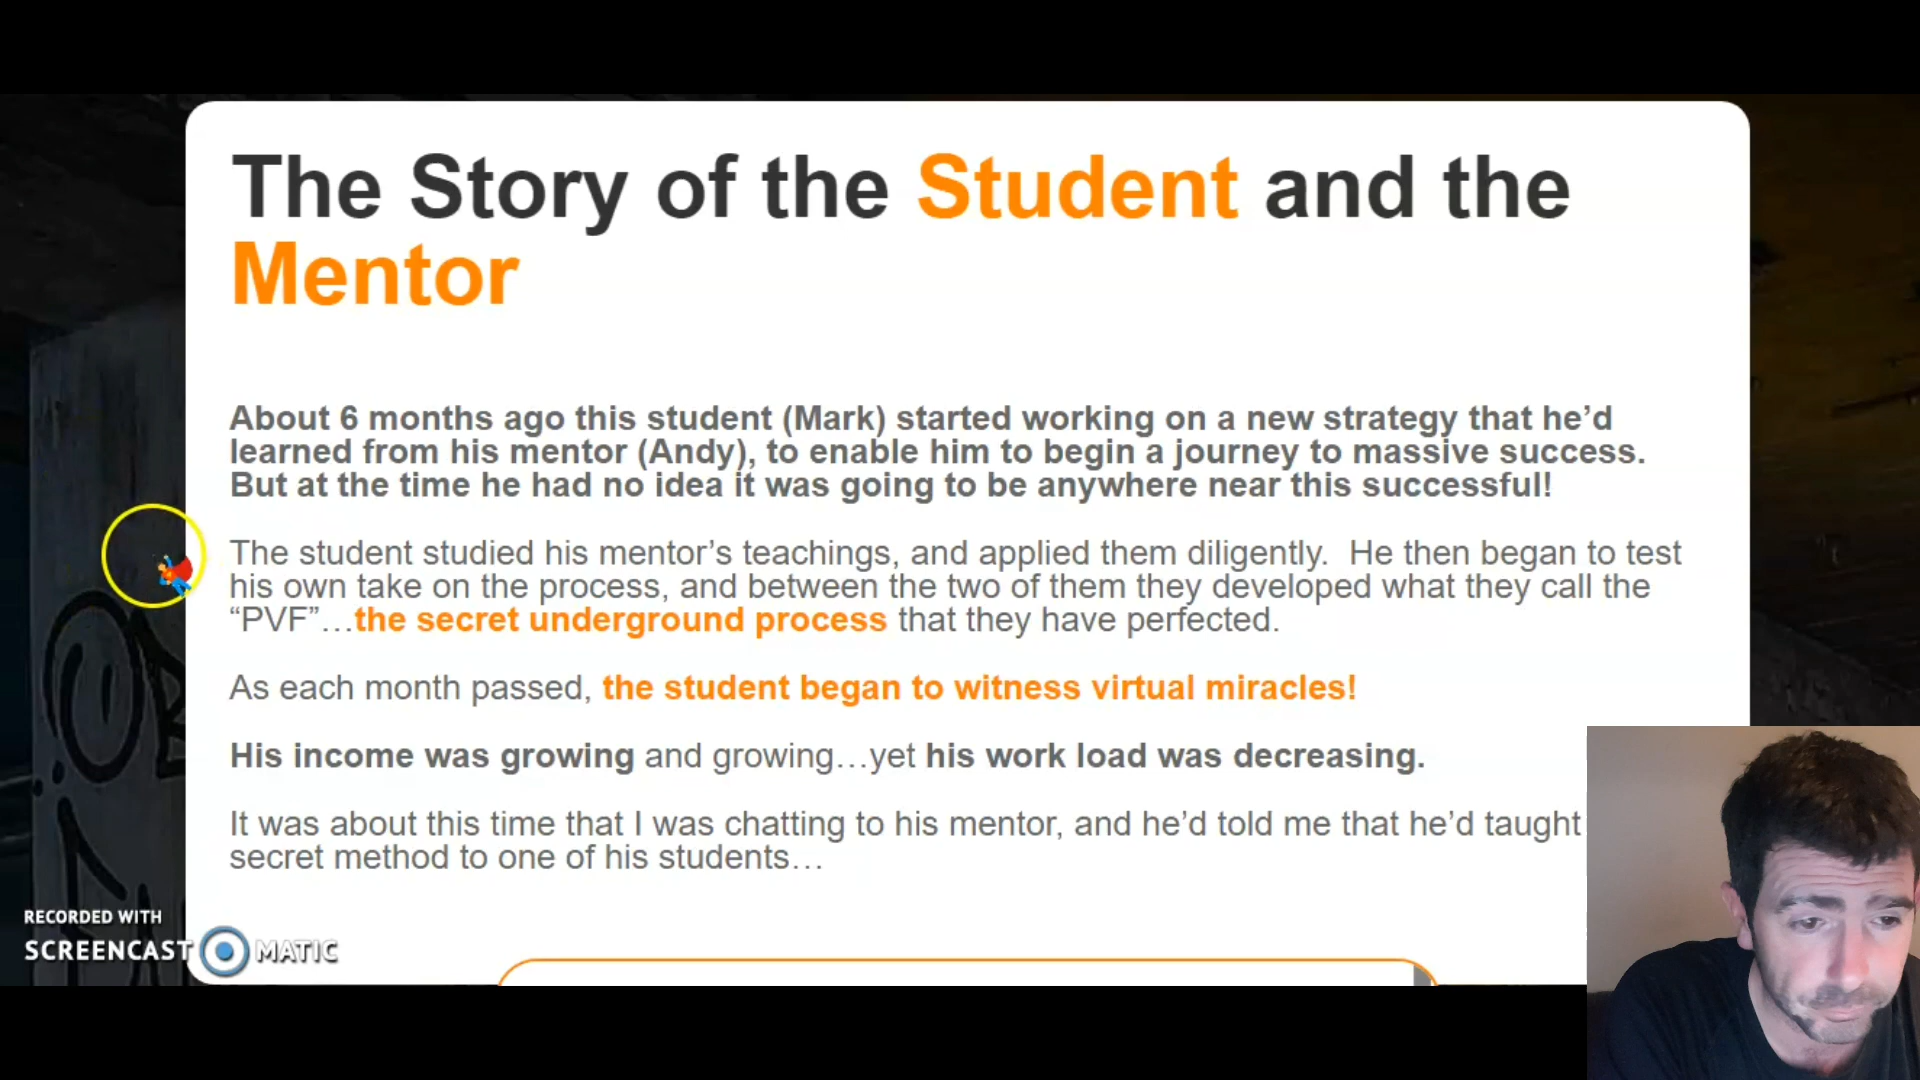 The Story of the Student and the
Mentor
About 6 months ago this student (Mark) started working on a new strategy that he’d
learned from his mentor (Andy), to enable him to begin a journey to massive success.
But at the time he had no idea it was going to be anywhere near this successful!
The student studied his mentor’s teachings, and applied them diligently.  He then began to test
his own take on the process, and between the two of them they developed what they call the
“PVF”…the secret underground process that they have perfected.
As each month passed, the student began to witness virtual miracles!
His income was growing and growing…yet his work load was decreasing.
It was about this time that I was chatting to his mentor, and he’d told me that he’d taught
secret method to one of his students…
RECORDED WITH
SCREENCAST MATIC